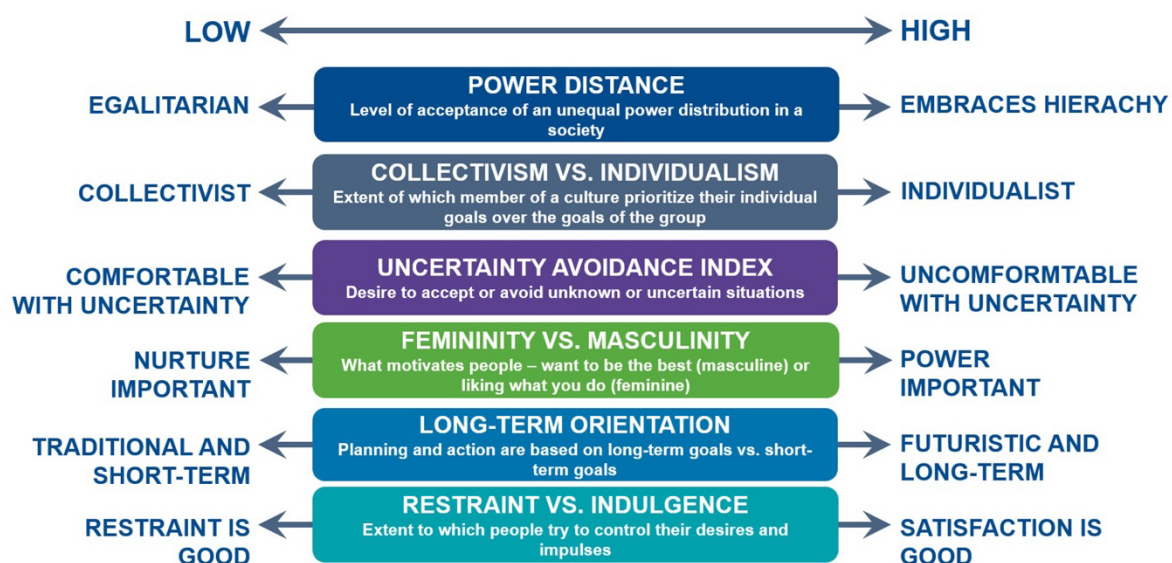 LOW
HIGH
POWER DISTANCE
Level of acceptance of an unequal power distribution in a
society
EGALITARIAN
EMBRACES HIERACHY
COLLECTIVISM VS. INDIVIDUALISM
Extent of which member of a culture prioritize their individual
goals over the goals of the group
COLLECTIVIST
INDIVIDUALIST
UNCERTAINTY AVOIDANCE INDEX
Desire to accept or avoid unknown or uncertain situations
COMFORTABLE
WITH UNCERTAINTY
UNCOMFORMTABLE
WITH UNCERTAINTY
FEMININITY VS. MASCULINITY
What motivates people – want to be the best (masculine) or
liking what you do (feminine)
NURTURE
IMPORTANT
POWER
IMPORTANT
LONG-TERM ORIENTATION
Planning and action are based on long-term goals vs. short-
term goals
TRADITIONAL AND
SHORT-TERM
FUTURISTIC AND
LONG-TERM
RESTRAINT VS. INDULGENCE
Extent to which people try to control their desires and
impulses
RESTRAINT IS
GOOD
SATISFACTION IS
GOOD